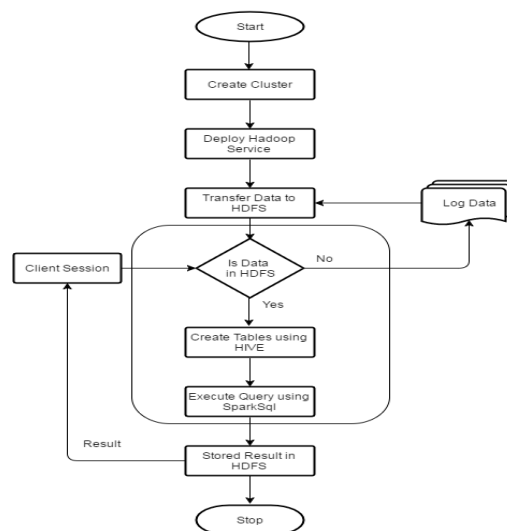 Start
Create Cluster
Deploy Hadoop
Service
Transfer Data to
HDFS
Log Data
Client Session
Is Data
in HDFS
No
Yes
Create Tables using
HIVE
Execute Query using
SparkSql
Result
Stored Result in
HDFS
Stop